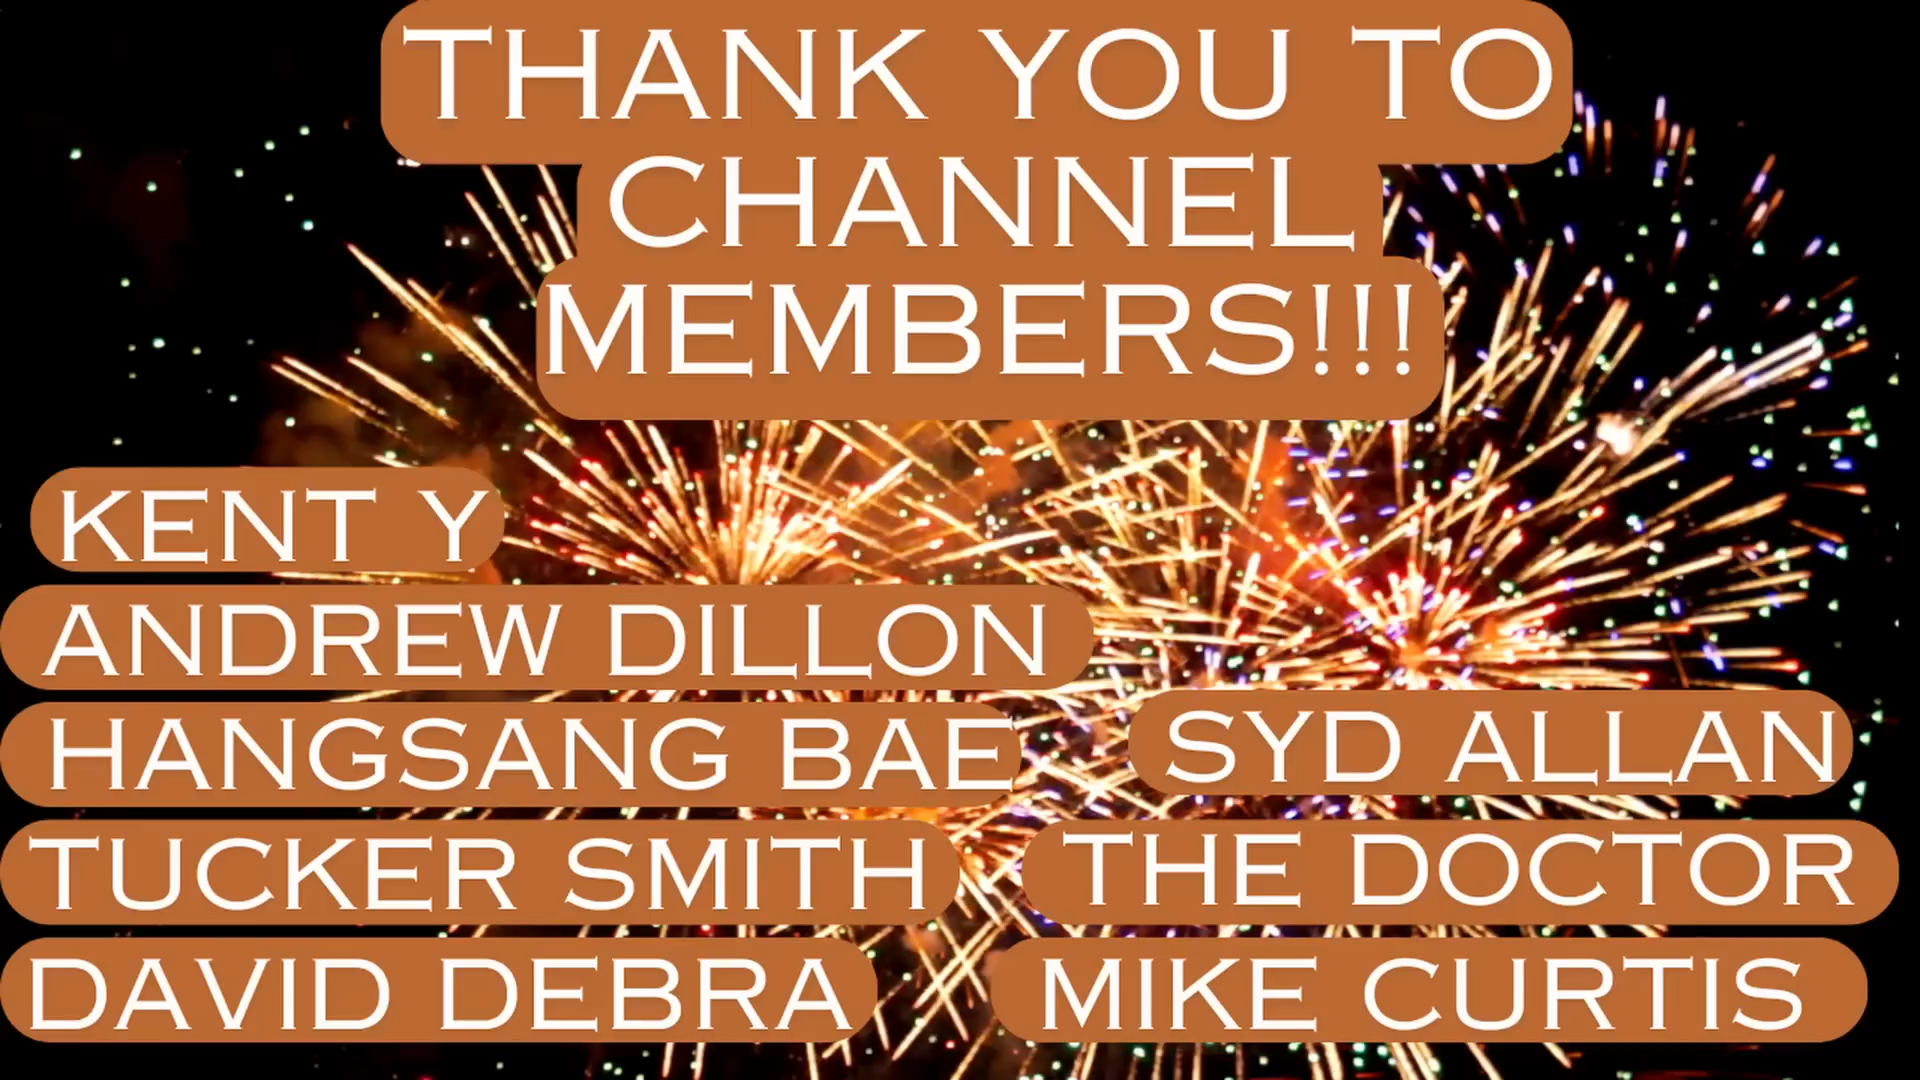 THANK YOU TO
CHANNEL
MEMBERS!!!
KENT Y
ANDREW DILLON
HANGSANG BAE
TUCKER SMITH
DAVID DEBRA
SYD ALLAN
THE DOCTOR
MIKE CURTIS